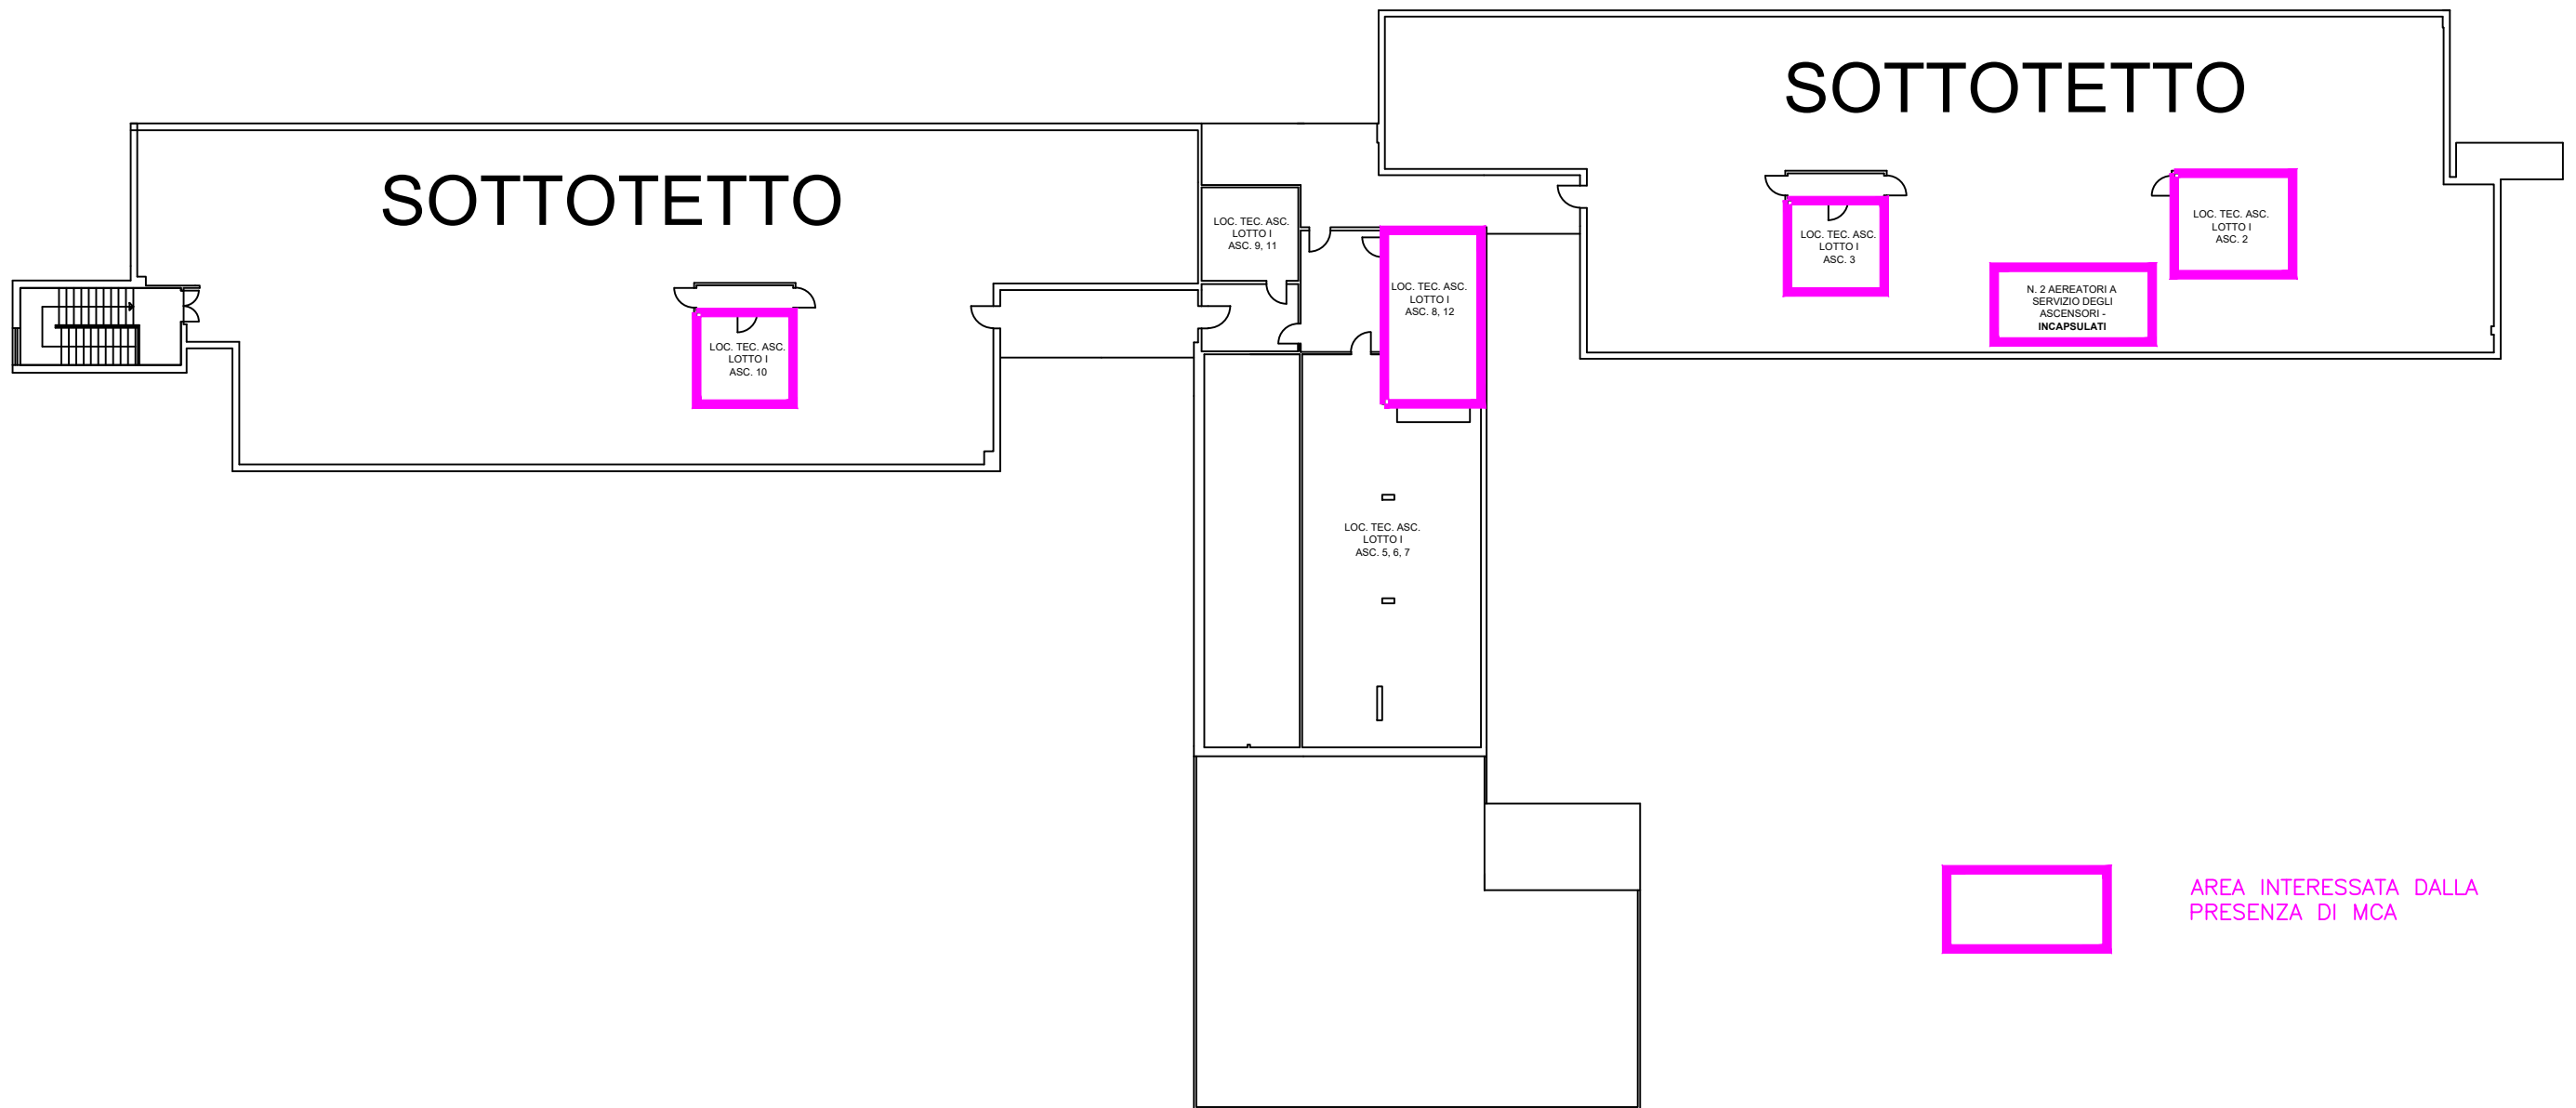 SOTTOTETTO
SOTTOTETTO
LOC. TEC. ASC.
LOTTO I
ASC. 9, 11
LOC. TEC. ASC.
LOTTO I
ASC. 3
LOC. TEC. ASC.
LOTTO I
ASC. 2
LOC. TEC. ASC.
LOTTO I
ASC. 8, 12
N. 2 AEREATORI A
SERVIZIO DEGLI
ASCENSORI -
INCAPSULATI
LOC. TEC. ASC.
LOTTO I
ASC. 10
LOC. TEC. ASC.
LOTTO I
ASC. 5, 6, 7
AREA INTERESSATA DALLA
PRESENZA DI MCA